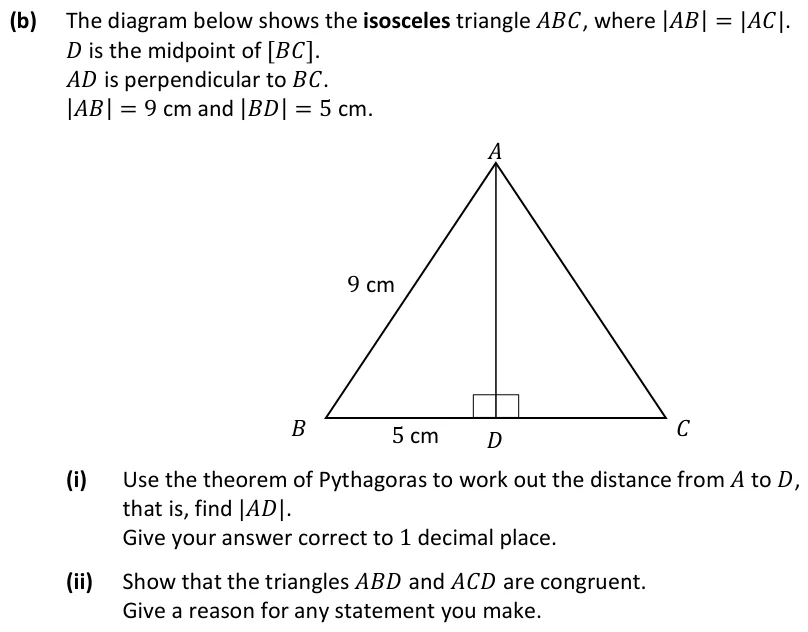 (b) The diagram below shows the isosceles triangle ABC, where |AB| = |AC|.
D is the midpoint of [BC].
AD is perpendicular to BC.
|AB| = 9 cm and |BD| = 5 cm.
A
9 cm
B
5 cm
D
C
(i) Use the theorem of Pythagoras to work out the distance from A to D,
that is, find |AD|.
Give your answer correct to 1 decimal place.
(ii) Show that the triangles ABD and ACD are congruent.
Give a reason for any statement you make.